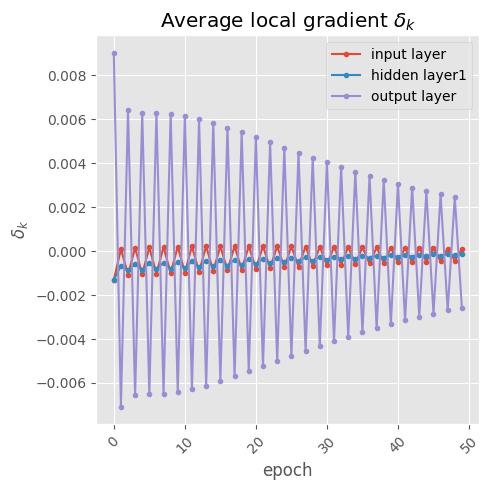 Average local gradient δₖ
input layer
hidden layer1
output layer
0.008
0.006
0.004
0.002
0.000
−0.002
−0.004
−0.006
δₖ
0
10
20
30
40
50
epoch